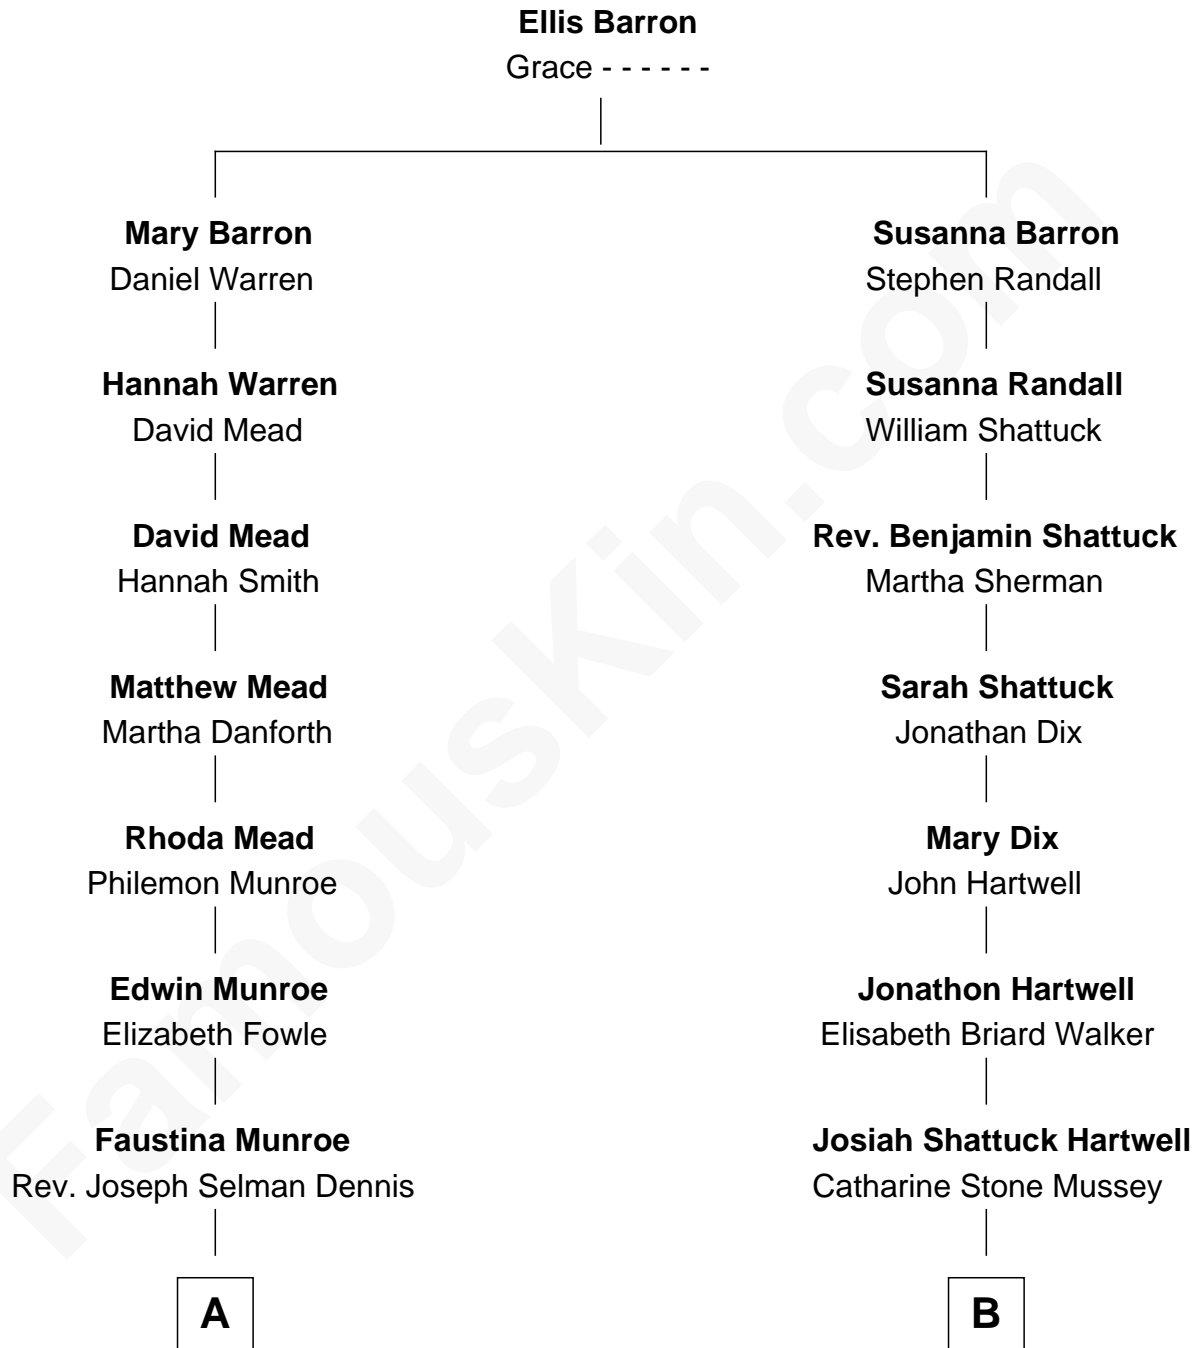 Ellis Barron
Grace - - - - - -
Mary Barron
Daniel Warren
Hannah Warren
David Mead
David Mead
Hannah Smith
Matthew Mead
Martha Danforth
Rhoda Mead
Philemon Munroe
Edwin Munroe
Elizabeth Fowle
Faustina Munroe
Rev. Joseph Selman Dennis
A
Susanna Barron
Stephen Randall
Susanna Randall
William Shattuck
Rev. Benjamin Shattuck
Martha Sherman
Sarah Shattuck
Jonathan Dix
Mary Dix
John Hartwell
Jonathon Hartwell
Elisabeth Briard Walker
Josiah Shattuck Hartwell
Catharine Stone Mussey
B
FamousKin.com